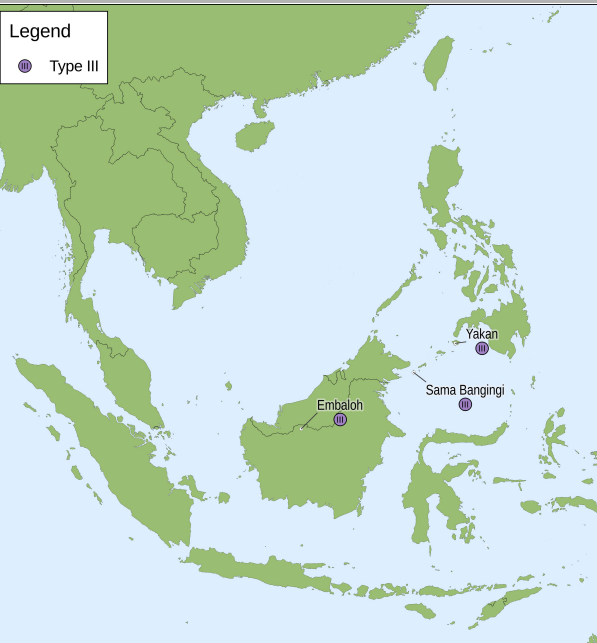 Legend
III Type III
Yakan
III
Sama Bangingi
III
Embaloh
III